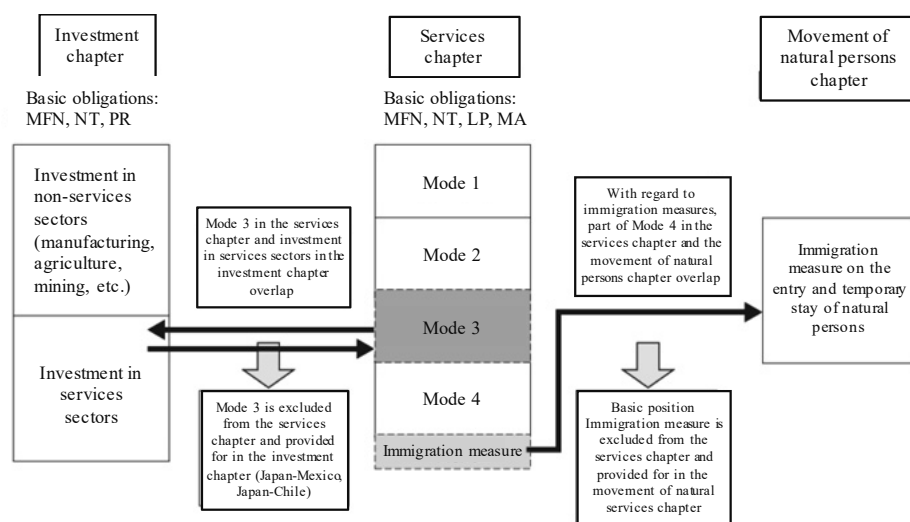 Investment
chapter
Services
chapter
Movement of
natural persons
chapter
Basic obligations:
MFN, NT, PR
Basic obligations:
MFN, NT, LP, MA
Investment in
non-services
sectors
(manufacturing,
agriculture,
mining, etc.)
Investment in
services
sectors
Mode 3 in the services
chapter and investment
in services sectors in the
investment chapter
overlap
Mode 3 is excluded
from the services
chapter and provided
for in the investment
chapter (Japan-Mexico,
Japan-Chile)
Mode 1
Mode 2
Mode 3
Mode 4
Immigration measure
With regard to
immigration measures,
part of Mode 4 in the
services chapter and the
movement of natural
persons chapter overlap
Basic position
Immigration measure is
excluded from the
services chapter and
provided for in the
movement of natural
services chapter
Immigration
measure on the
entry and temporary
stay of natural
persons